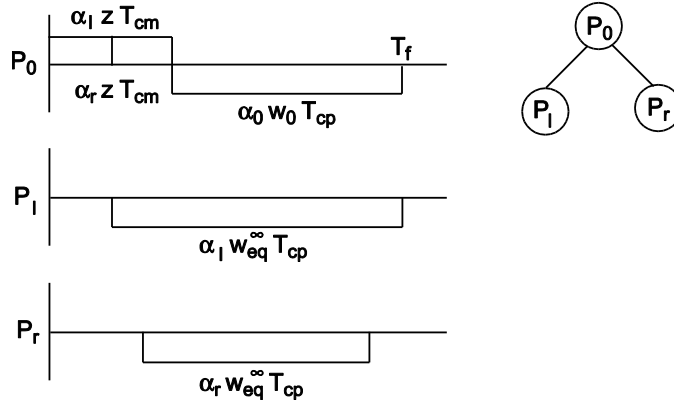 α_l z T_cm
P_0
T_f
α_r z T_cm
α_0 w_0 T_cp
P_0
P_l
P_r
P_l
α_l w_eq^∞ T_cp
P_r
α_r w_eq^∞ T_cp